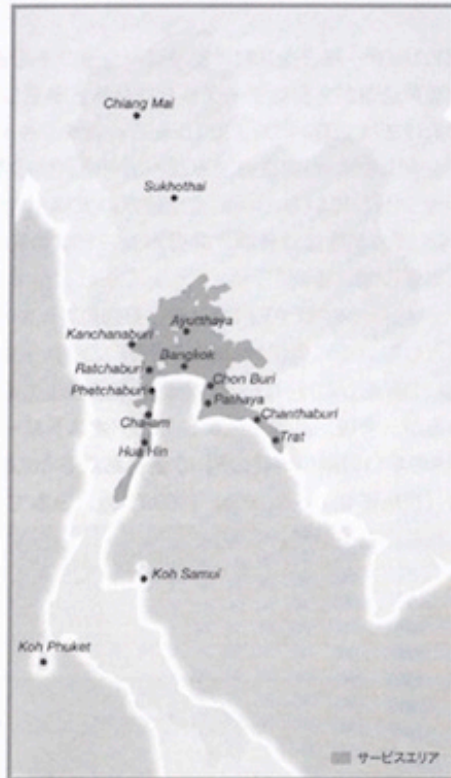 Chiang Mai
Sukhothai
Ayutthaya
Kanchanaburi
Bangkok
Ratchaburi
Chon Buri
Phetchaburi
Pathaya
Cha-am
Chanthaburi
Trat
Hua Hin
Koh Samui
Koh Phuket
サービスエリア